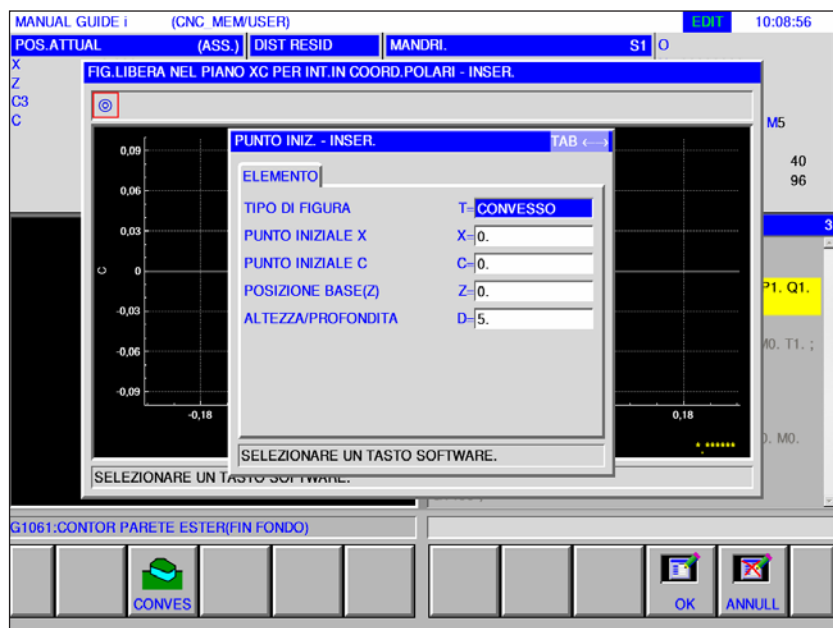 MANUAL GUIDE i (CNC_MEM/USER) EDIT 10:08:56
POS.ATTUAL (ASS.) DIST RESID MANDRI. S1 O
X
Z
C3
C
FIG.LIBERA NEL PIANO XC PER INT.IN COORD.POLARI - INSER.
M5
40
96
3
PUNTO INIZ. - INSER. TAB ←→
ELEMENTO
TIPO DI FIGURA T= CONVESSO
PUNTO INIZIALE X X= 0.
PUNTO INIZIALE C C= 0.
POSIZIONE BASE(Z) Z= 0.
ALTEZZA/PROFONDITA D= 5.
SELEZIONARE UN TASTO SOFTWARE.
0,09
0,06
0,03
C 0
-0,03
-0,06
-0,09
-0,18 0,18
*.******
P1. Q1.
M0. T1. ;
0. M0.
SELEZIONARE UN TASTO SOFTWARE.
G1061:CONTOR PARETE ESTER(FIN FONDO)
CONVES OK ANNULL